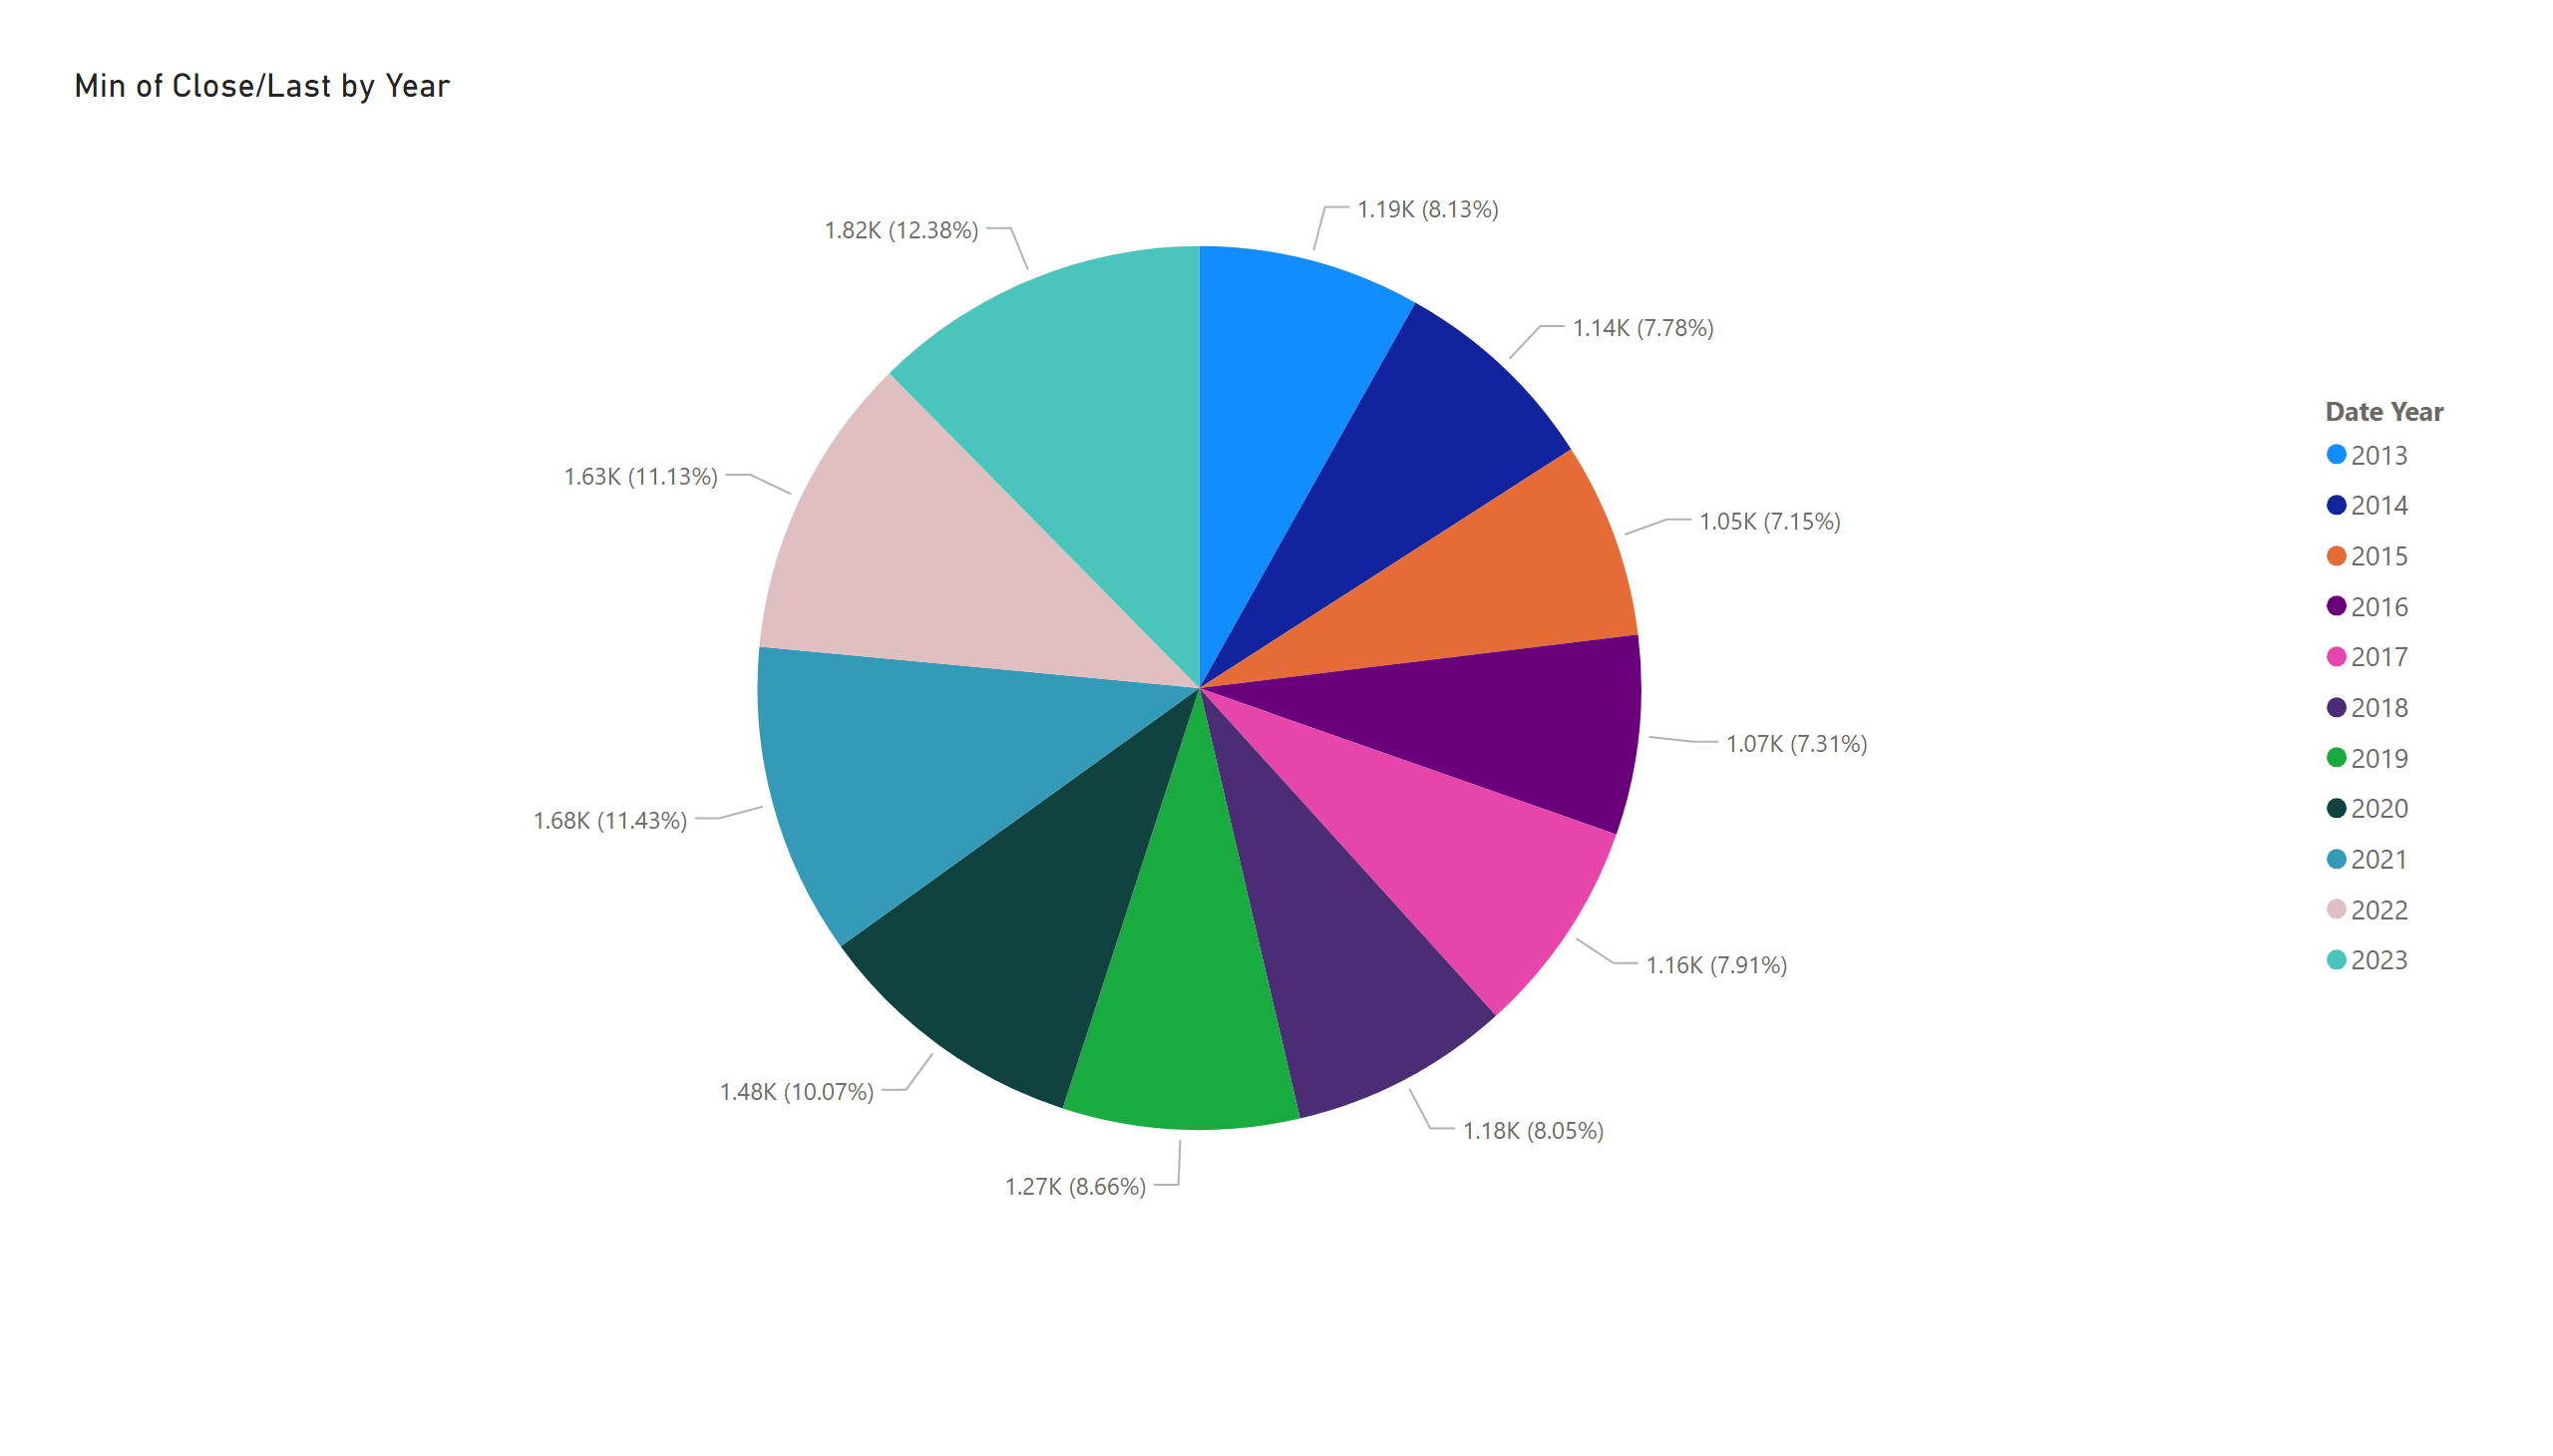 Min of Close/Last by Year
1.19K (8.13%)
1.14K (7.78%)
1.05K (7.15%)
1.07K (7.31%)
1.16K (7.91%)
1.18K (8.05%)
1.27K (8.66%)
1.48K (10.07%)
1.68K (11.43%)
1.63K (11.13%)
1.82K (12.38%)
Date Year
2013
2014
2015
2016
2017
2018
2019
2020
2021
2022
2023